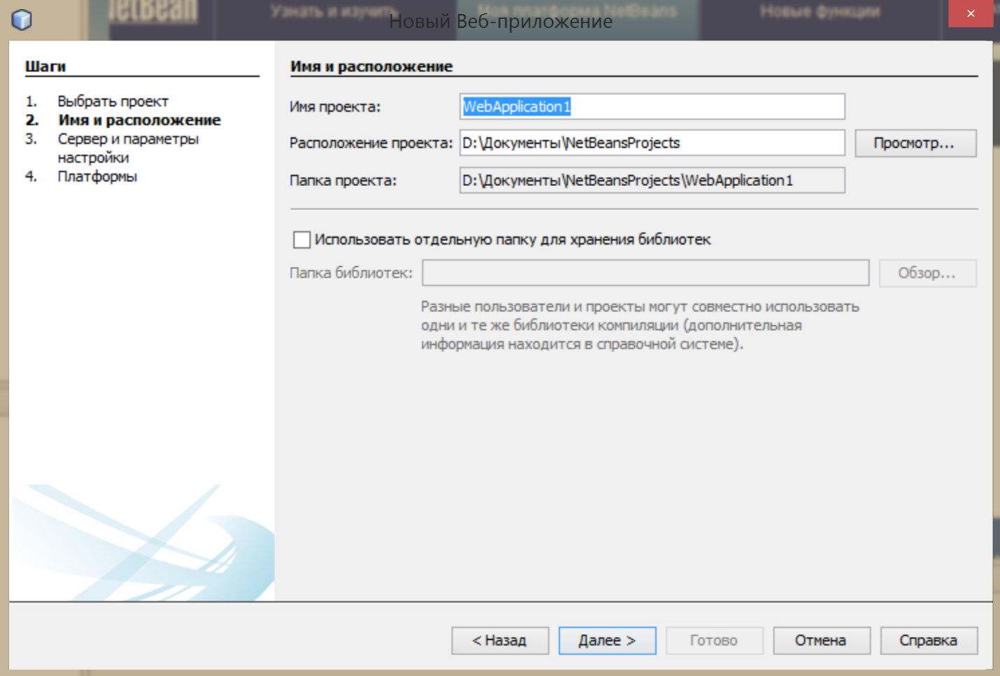 NetBean
Узнать и изучить
Моя платформа NetBeans
Новые функции
Новый Веб-приложение
Шаги
1. Выбрать проект
2. Имя и расположение
3. Сервер и параметры
настройки
4. Платформы
Имя и расположение
Имя проекта: WebApplication1
Расположение проекта: D:\Документы\NetBeansProjects Просмотр...
Папка проекта: D:\Документы\NetBeansProjects\WebApplication1
Использовать отдельную папку для хранения библиотек
Папка библиотек: Обзор...
Разные пользователи и проекты могут совместно использовать
одни и те же библиотеки компиляции (дополнительная
информация находится в справочной системе).
< Назад Далее > Готово Отмена Справка